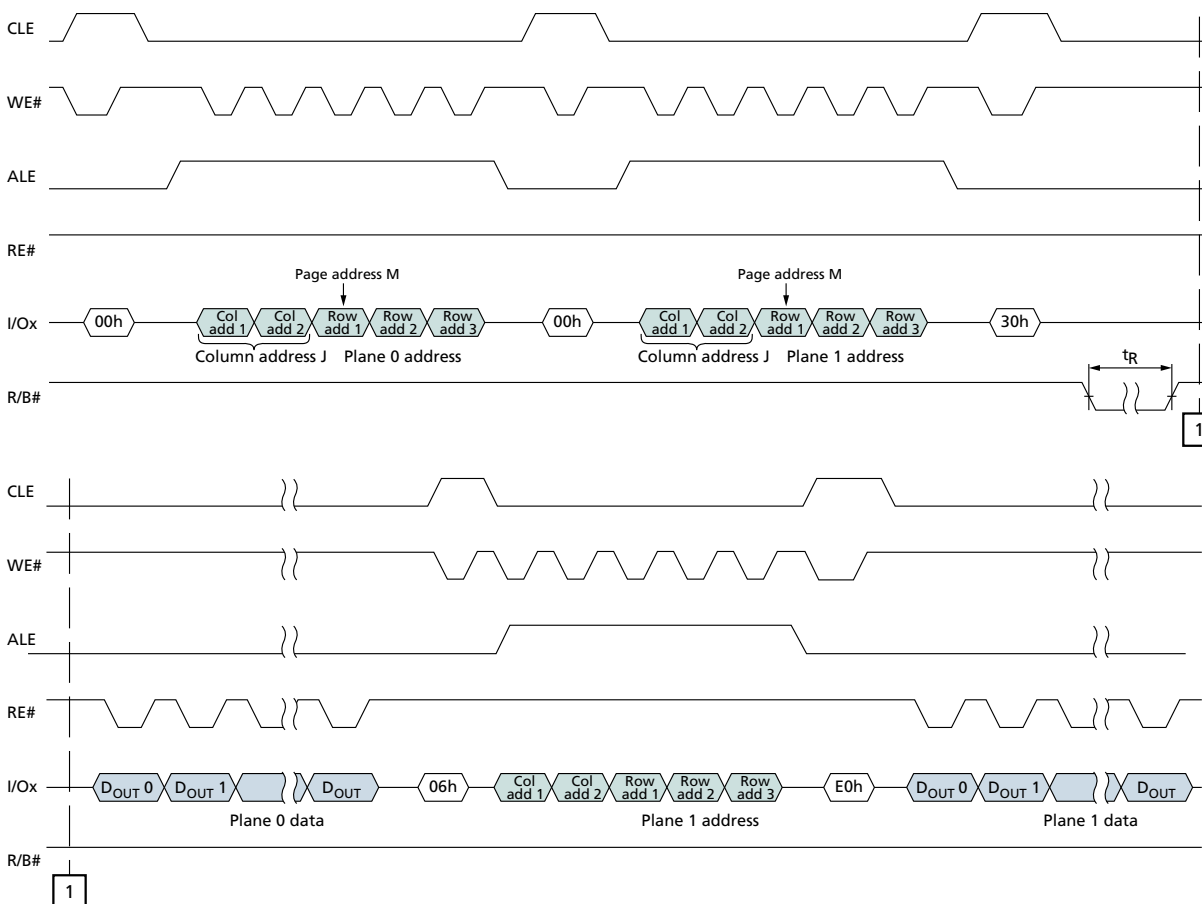 CLE
WE#
ALE
RE#
Page address M Page address M
I/Ox 00h Col add 1 Col add 2 Row add 1 Row add 2 Row add 3 00h Col add 1 Col add 2 Row add 1 Row add 2 Row add 3 30h
Column address J Plane 0 address Column address J Plane 1 address
tR
R/B#
1
CLE
WE#
ALE
RE#
I/Ox DOUT 0 DOUT 1 DOUT 06h Col add 1 Col add 2 Row add 1 Row add 2 Row add 3 E0h DOUT 0 DOUT 1 DOUT
Plane 0 data Plane 1 address Plane 1 data
R/B#
1